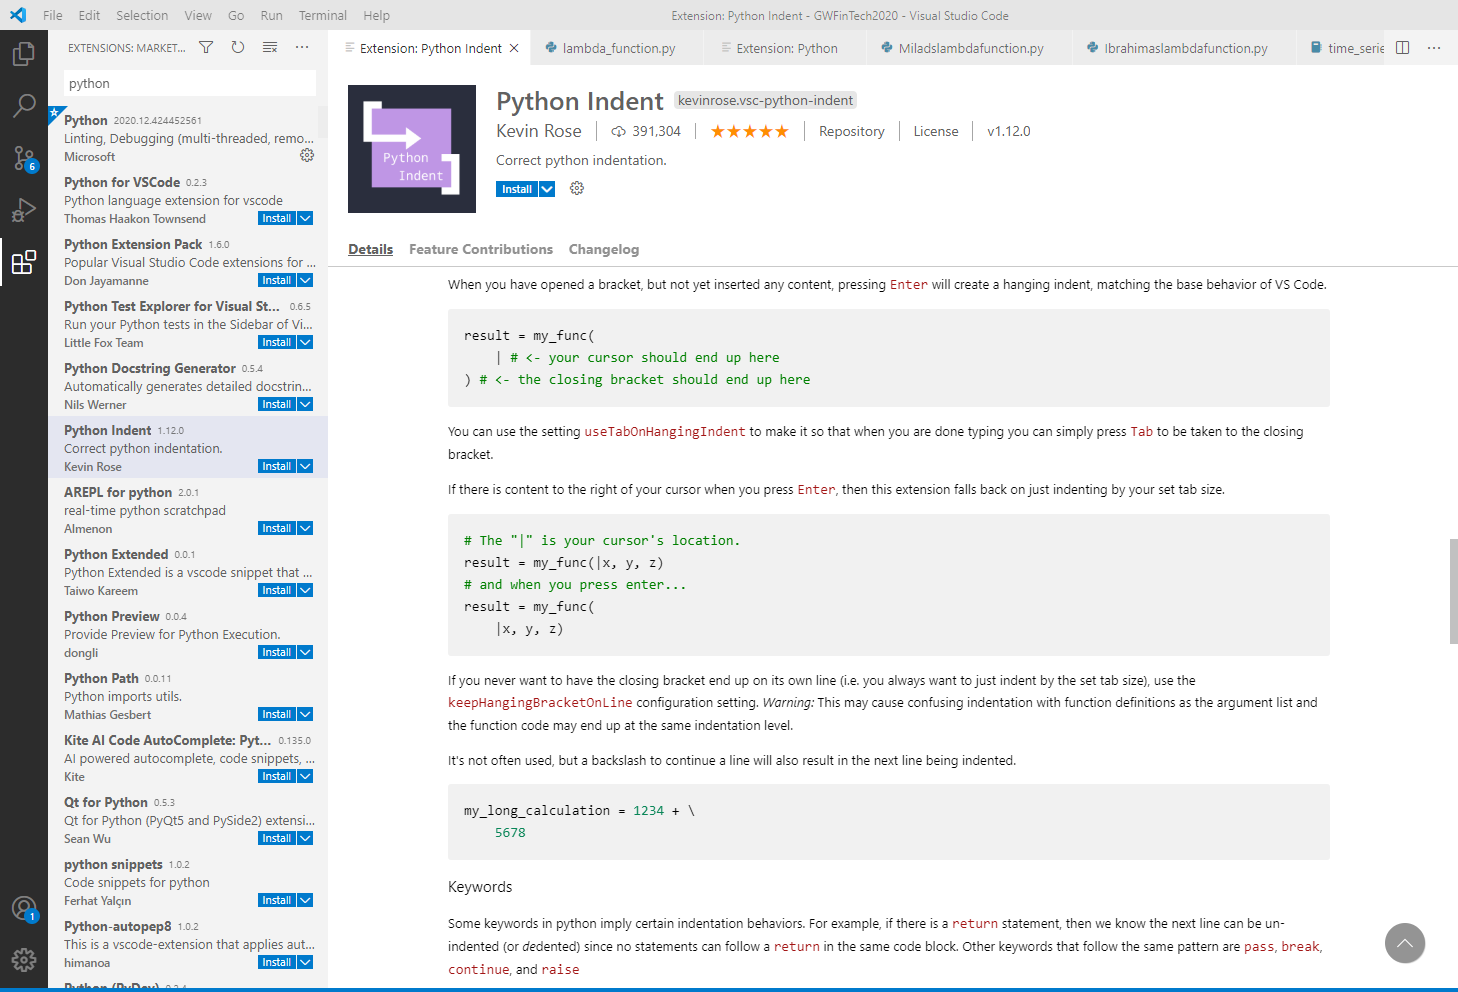 File Edit Selection View Go Run Terminal Help
Extension: Python Indent - GWFinTech2020 - Visual Studio Code
EXTENSIONS: MARKET...
python
Python 2020.12.424452561
Linting, Debugging (multi-threaded, remo...
Microsoft
Python for VSCode 0.2.3
Python language extension for vscode
Thomas Haakon Townsend Install
Python Extension Pack 1.6.0
Popular Visual Studio Code extensions for ...
Don Jayamanne Install
Python Test Explorer for Visual St... 0.6.5
Run your Python tests in the Sidebar of Vi...
Little Fox Team Install
Python Docstring Generator 0.5.4
Automatically generates detailed docstrin...
Nils Werner Install
Python Indent 1.12.0
Correct python indentation.
Kevin Rose Install
AREPL for python 2.0.1
real-time python scratchpad
Almenon Install
Python Extended 0.0.1
Python Extended is a vscode snippet that ...
Taiwo Kareem Install
Python Preview 0.0.4
Provide Preview for Python Execution.
dongli Install
Python Path 0.0.11
Python imports utils.
Mathias Gesbert Install
Kite AI Code AutoComplete: Pyt... 0.135.0
AI powered autocomplete, code snippets, ...
Kite Install
Qt for Python 0.5.3
Qt for Python (PyQt5 and PySide2) extensi...
Sean Wu Install
python snippets 1.0.2
Code snippets for python
Ferhat Yalçın Install
Python-autopep8 1.0.2
This is a vscode-extension that applies aut...
himanoa Install
Python (PyDev) 0.2.4
6
1
Extension: Python Indent lambda_function.py Extension: Python Miladslambdafunction.py Ibrahimaslambdafunction.py time_serie
Python
Indent
Python Indent kevinrose.vsc-python-indent
Kevin Rose 391,304 Repository License v1.12.0
Correct python indentation.
Install
Details Feature Contributions Changelog
When you have opened a bracket, but not yet inserted any content, pressing Enter will create a hanging indent, matching the base behavior of VS Code.
result = my_func(
| # <- your cursor should end up here
) # <- the closing bracket should end up here
You can use the setting useTabOnHangingIndent to make it so that when you are done typing you can simply press Tab to be taken to the closing
bracket.
If there is content to the right of your cursor when you press Enter, then this extension falls back on just indenting by your set tab size.
# The "|" is your cursor's location.
result = my_func(|x, y, z)
# and when you press enter...
result = my_func(
|x, y, z)
If you never want to have the closing bracket end up on its own line (i.e. you always want to just indent by the set tab size), use the
keepHangingBracketOnLine configuration setting. Warning: This may cause confusing indentation with function definitions as the argument list and
the function code may end up at the same indentation level.
It's not often used, but a backslash to continue a line will also result in the next line being indented.
my_long_calculation = 1234 + \
5678
Keywords
Some keywords in python imply certain indentation behaviors. For example, if there is a return statement, then we know the next line can be un-
indented (or dedented) since no statements can follow a return in the same code block. Other keywords that follow the same pattern are pass, break,
continue, and raise